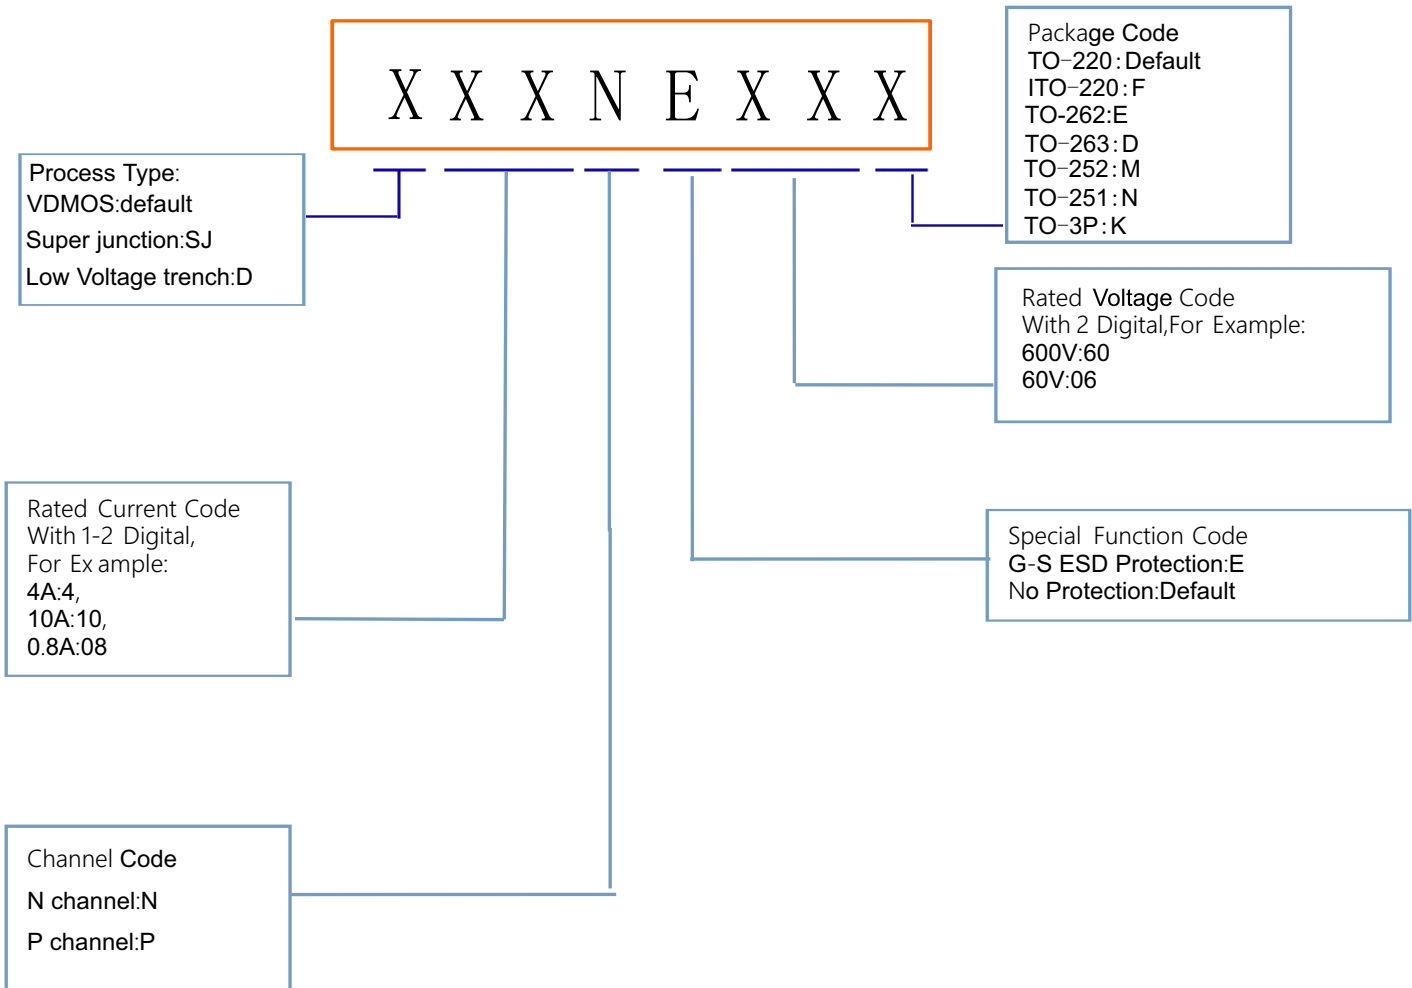 X X X N E X X X
Package Code
TO-220:Default
ITO-220:F
TO-262:E
TO-263:D
TO-252:M
TO-251:N
TO-3P:K
Process Type:
VDMOS:default
Super junction:SJ
Low Voltage trench:D
Rated Voltage Code
With 2 Digital,For Example:
600V:60
60V:06
Rated Current Code
With 1-2 Digital,
For Ex ample:
4A:4,
10A:10,
0.8A:08
Special Function Code
G-S ESD Protection:E
No Protection:Default
Channel Code
N channel:N
P channel:P